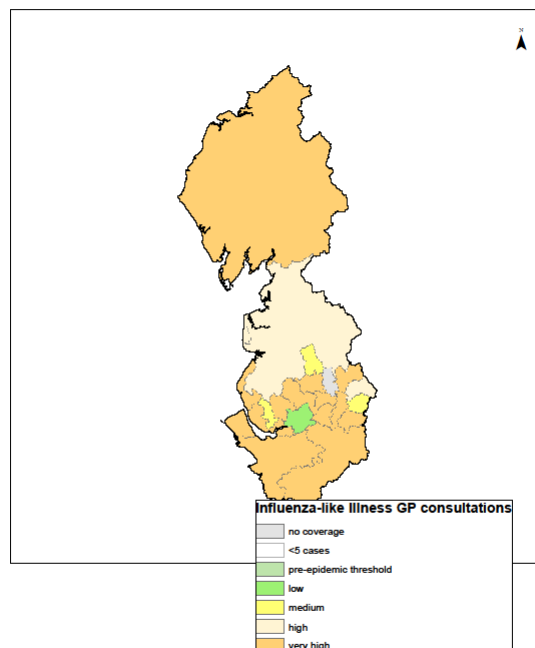 N
Influenza-like Illness GP consultations
no coverage
<5 cases
pre-epidemic threshold
low
medium
high
very high